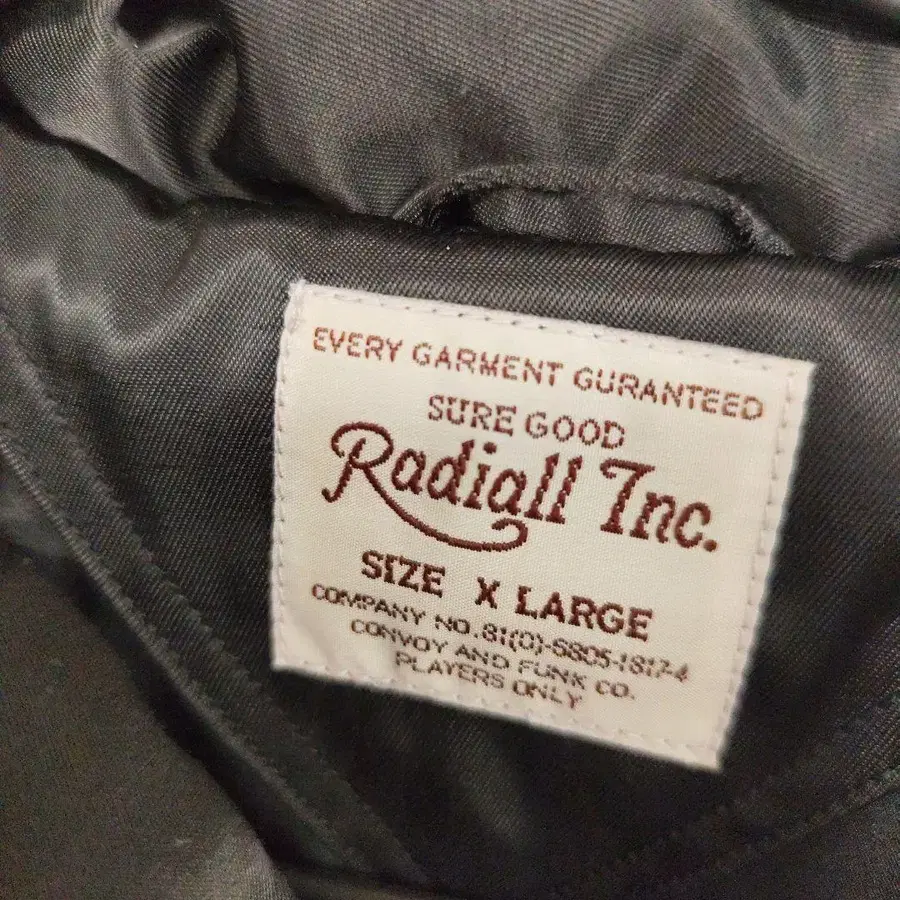 EVERY GARMENT GURANTEED
SURE GOOD
Radiall Inc.
SIZE X LARGE
COMPANY NO.81(0)-6805-1817-4
CONVOY AND FUNK CO.
PLAYERS ONLY